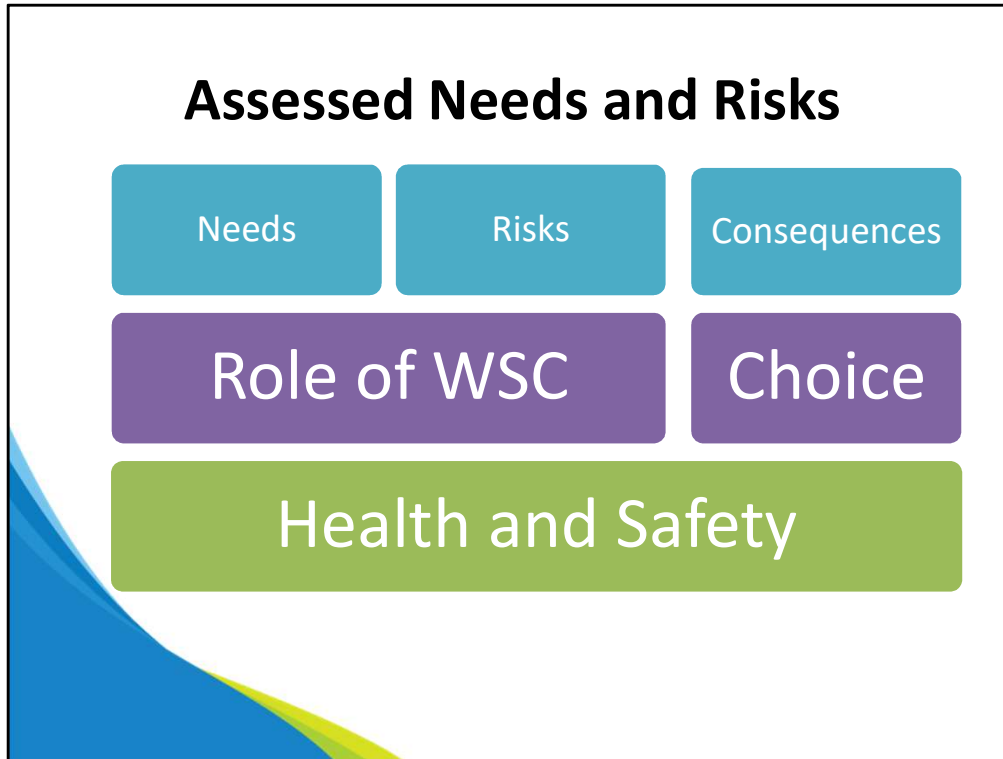 Assessed Needs and Risks
Needs
Risks
Consequences
Role of WSC
Choice
Health and Safety